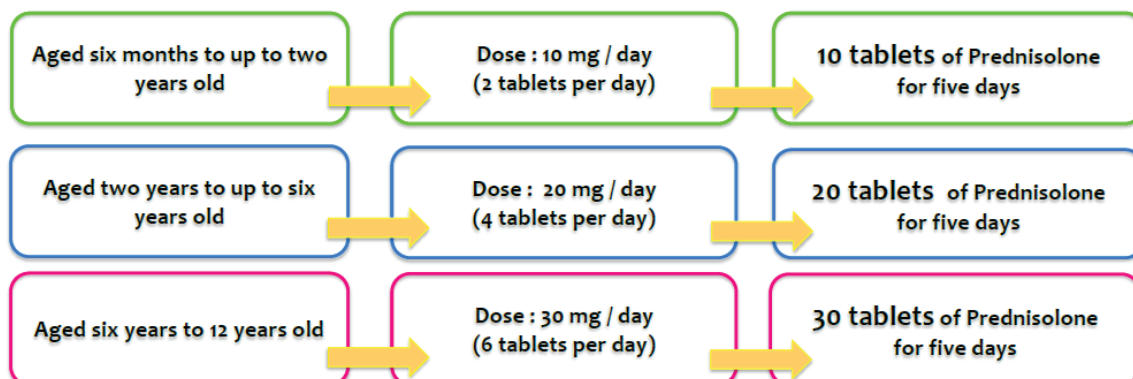 Aged six months to up to two
years old
Dose : 10 mg / day
(2 tablets per day)
10 tablets of Prednisolone
for five days
Aged two years to up to six
years old
Dose :  20 mg / day
(4 tablets per day)
20 tablets  of Prednisolone
for five days
Aged six years to 12 years old
Dose : 30 mg / day
(6 tablets per day)
30 tablets of Prednisolone
for five days